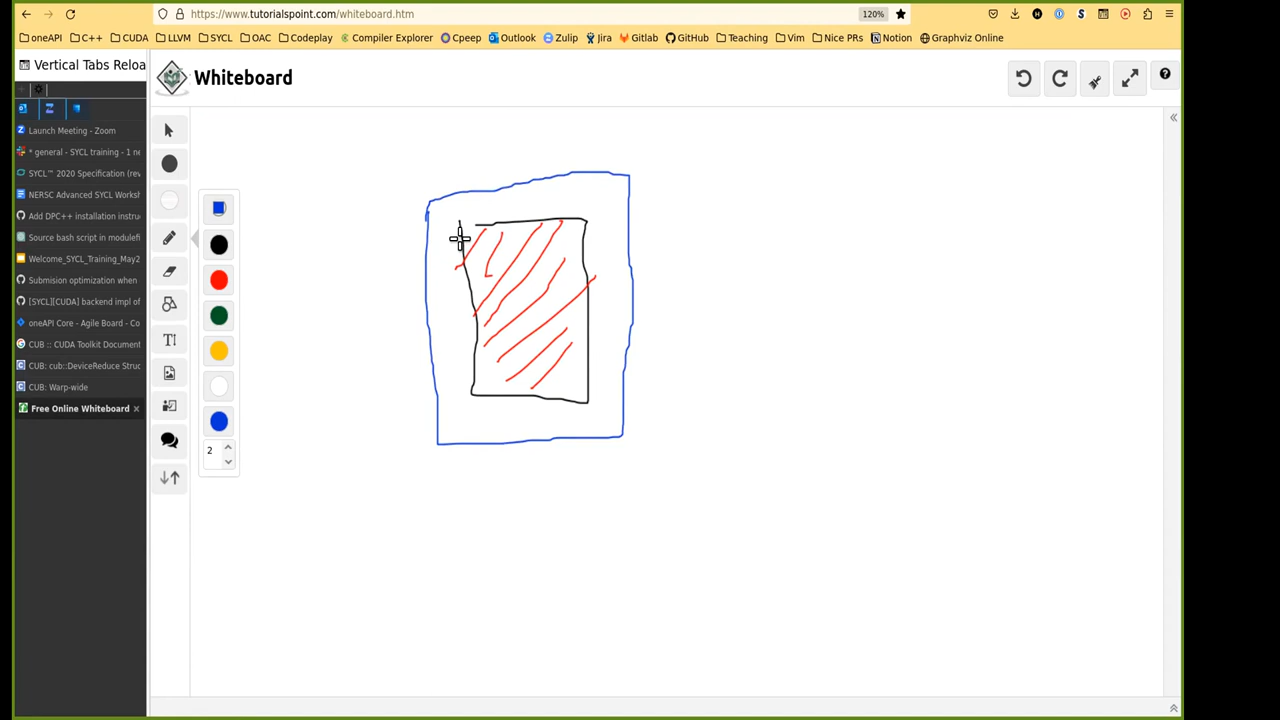 https://www.tutorialspoint.com/whiteboard.htm
120%
oneAPI C++ CUDA LLVM SYCL OAC Codeplay Compiler Explorer Cpeep Outlook Zulip Jira Gitlab GitHub Teaching Vim Nice PRs Notion Graphviz Online
Vertical Tabs Reloa
Whiteboard
Launch Meeting - Zoom
* general - SYCL training - 1 ne
SYCL™ 2020 Specification (rev
NERSC Advanced SYCL Worksh
Add DPC++ installation instruc
Source bash script in modulefi
Welcome_SYCL_Training_May2
Submision optimization when
[SYCL][CUDA] backend impl of
oneAPI Core - Agile Board - Co
CUB :: CUDA Toolkit Document
CUB: cub::DeviceReduce Struc
CUB: Warp-wide
Free Online Whiteboard
2